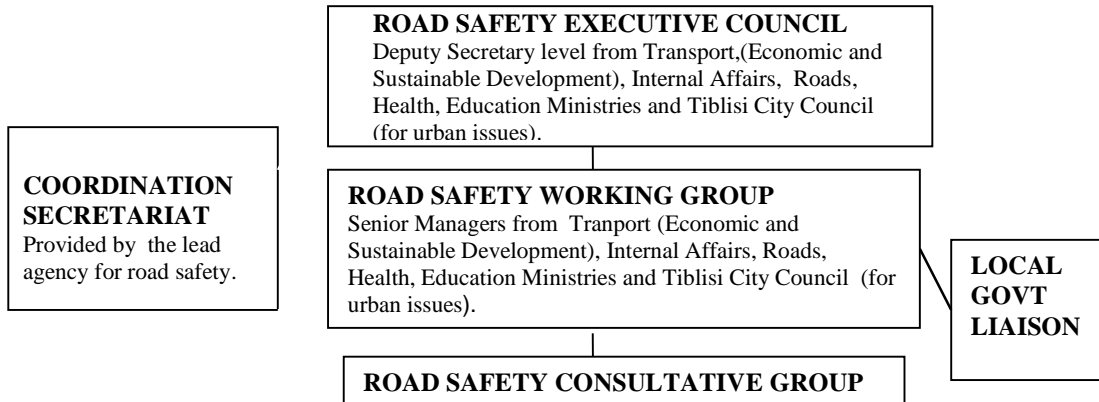 ROAD SAFETY EXECUTIVE COUNCIL
Deputy Secretary level from Transport,(Economic and
Sustainable Development), Internal Affairs, Roads,
Health, Education Ministries and Tiblisi City Council
(for urban issues).
COORDINATION
SECRETARIAT
Provided by the lead
agency for road safety.
ROAD SAFETY WORKING GROUP
Senior Managers from Tranport (Economic and
Sustainable Development), Internal Affairs, Roads,
Health, Education Ministries and Tiblisi City Council (for
urban issues).
LOCAL
GOVT
LIAISON
ROAD SAFETY CONSULTATIVE GROUP